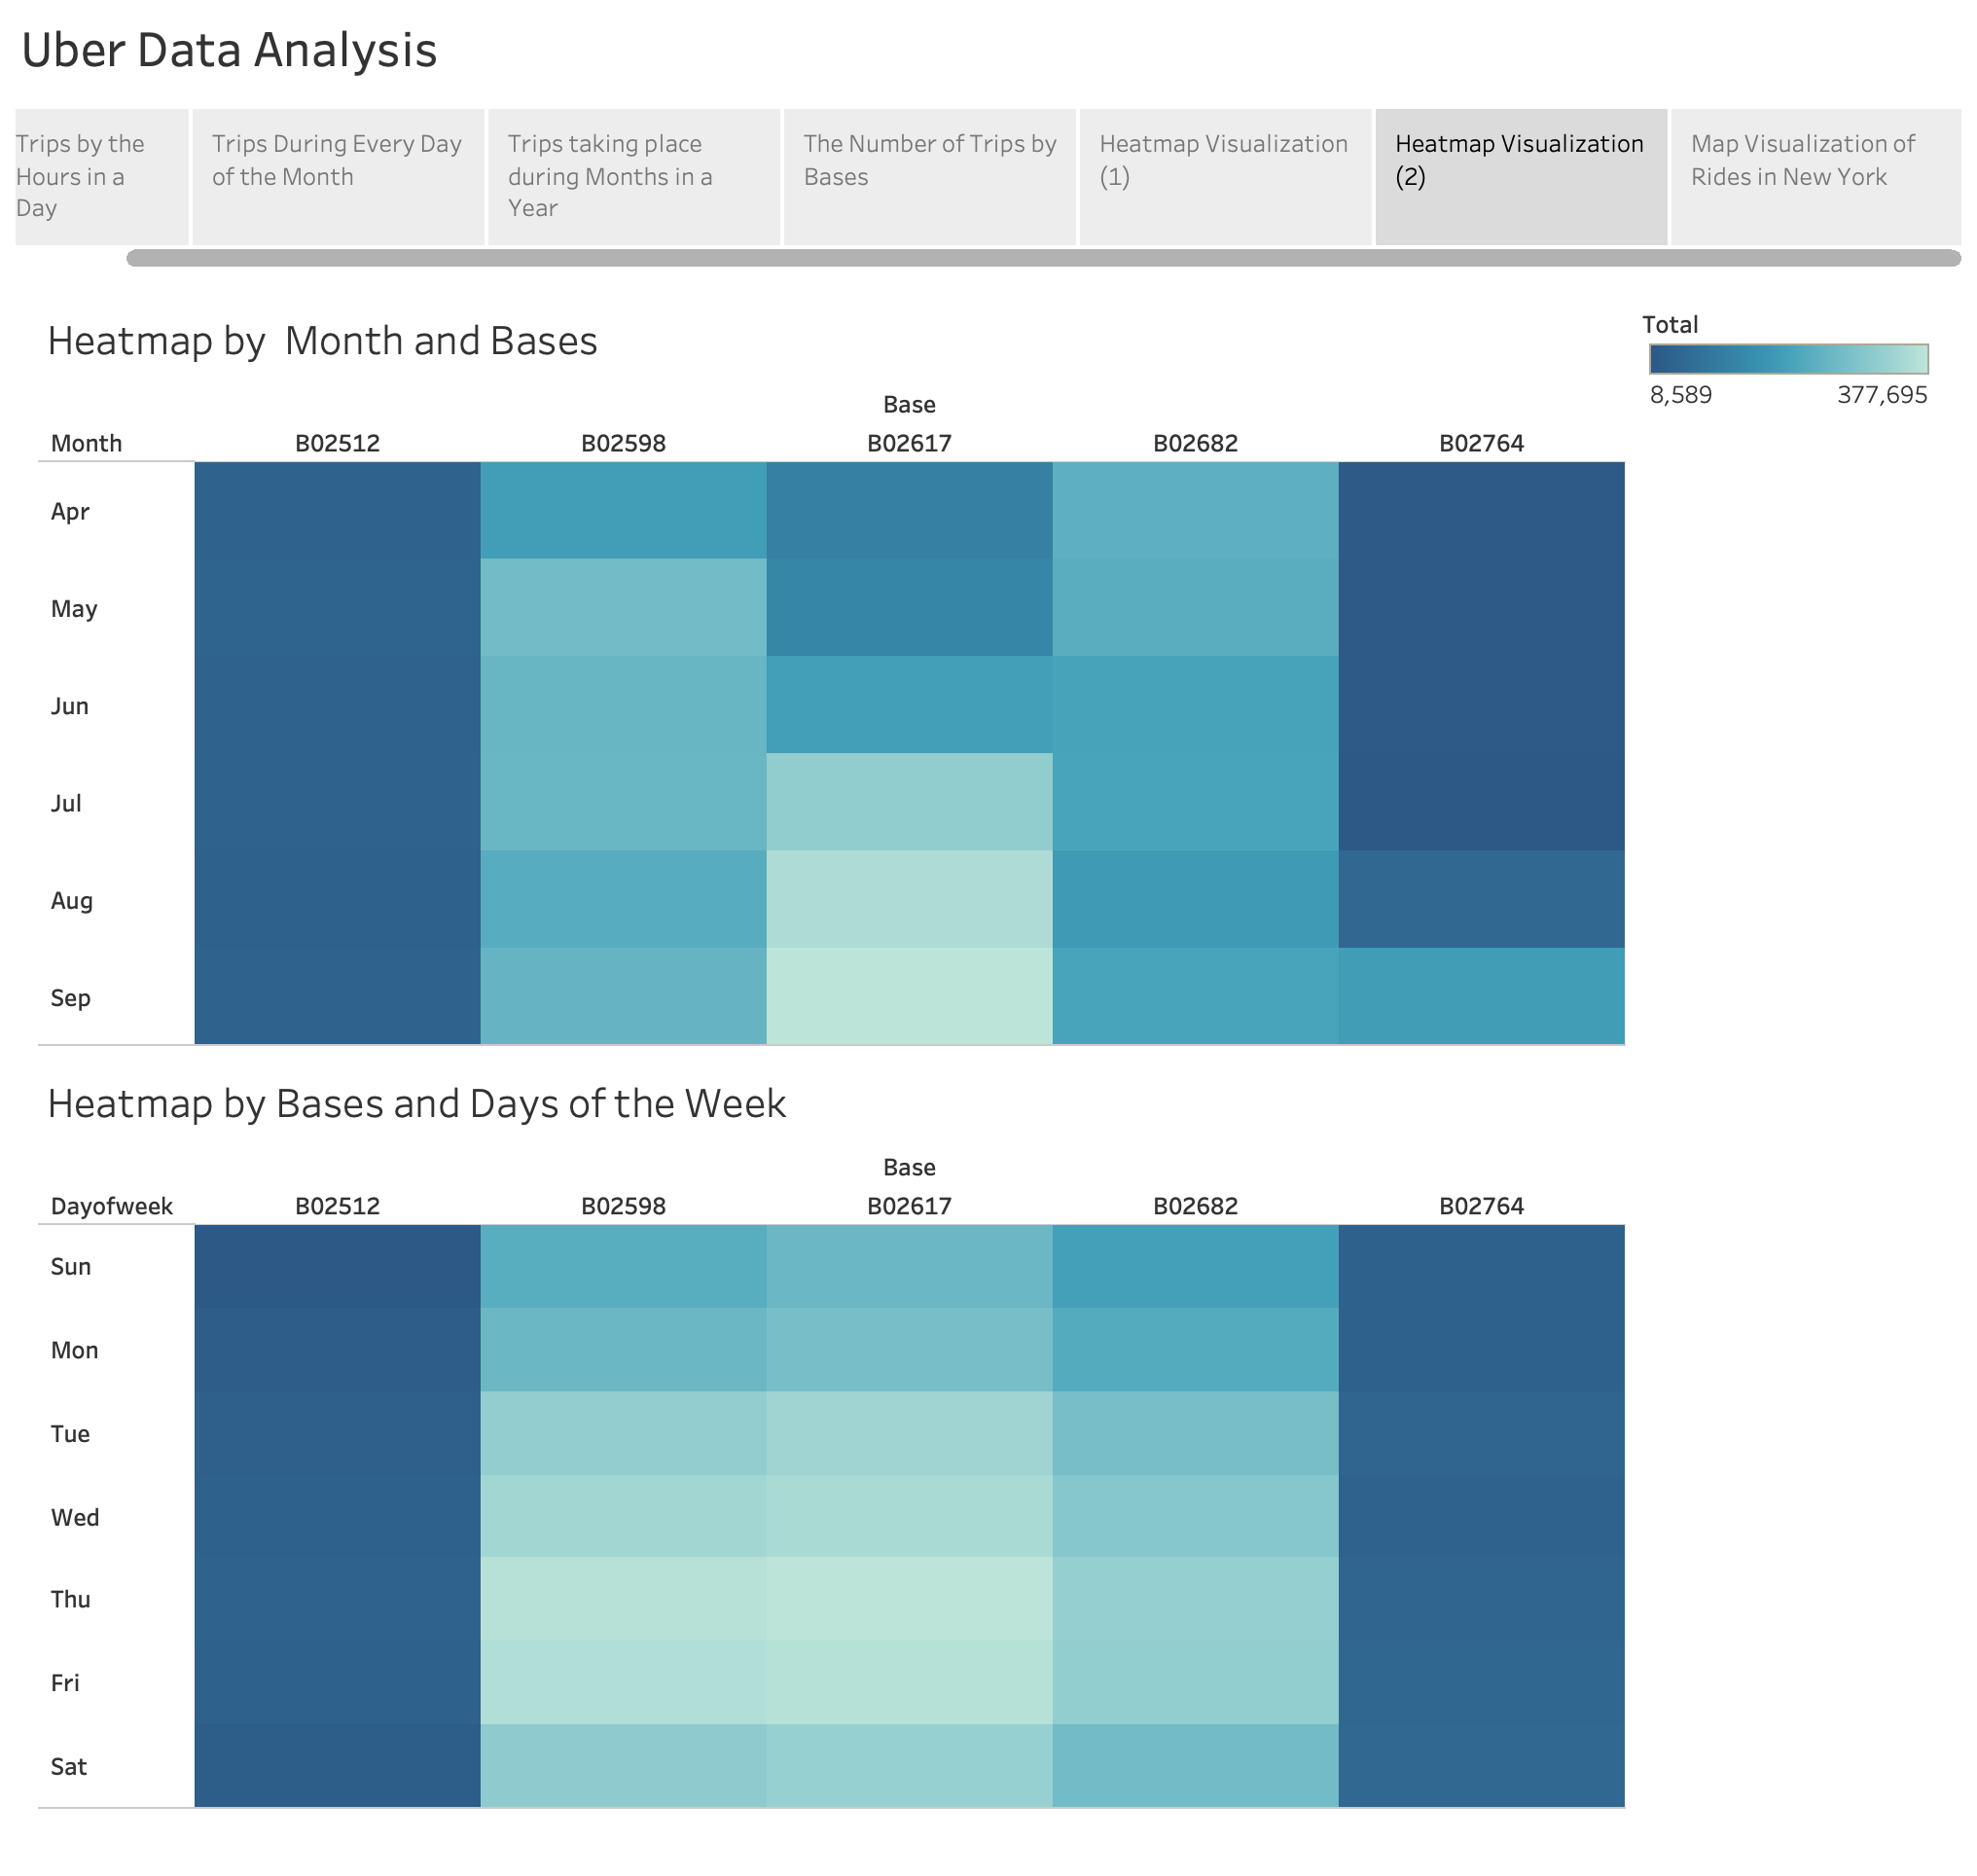 Uber Data Analysis
Trips by the
Hours in a
Day
Trips During Every Day
of the Month
Trips taking place
during Months in a
Year
The Number of Trips by
Bases
Heatmap Visualization
(1)
Heatmap Visualization
(2)
Map Visualization of
Rides in New York
Heatmap by  Month and Bases
Total
8,589 377,695
Base
Month B02512 B02598 B02617 B02682 B02764
Apr
May
Jun
Jul
Aug
Sep
Heatmap by Bases and Days of the Week
Base
Dayofweek B02512 B02598 B02617 B02682 B02764
Sun
Mon
Tue
Wed
Thu
Fri
Sat